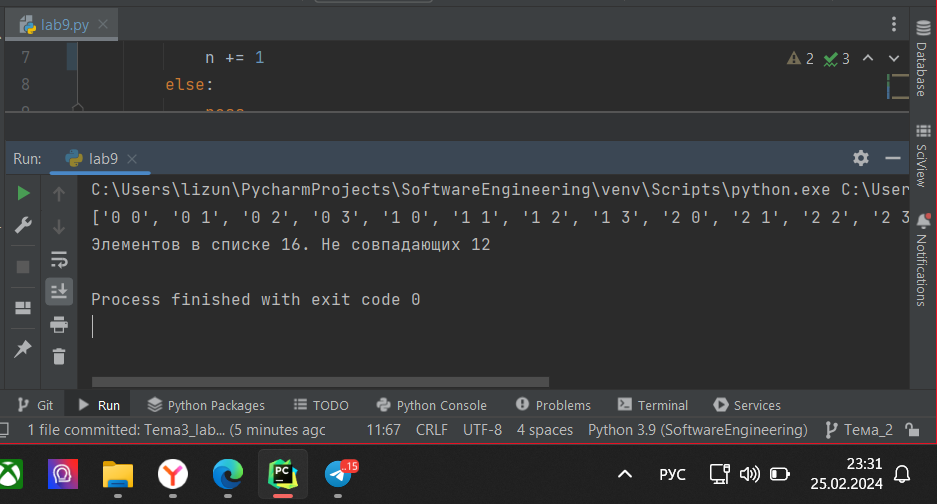 lab9.py
7 n += 1 2 3
8 else:
Database
SciView
Notifications
Run: lab9
C:\Users\lizun\PycharmProjects\SoftwareEngineering\venv\Scripts\python.exe C:\User
['0 0', '0 1', '0 2', '0 3', '1 0', '1 1', '1 2', '1 3', '2 0', '2 1', '2 2', '2 3
Элементов в списке 16. Не совпадающих 12
Process finished with exit code 0
Git Run Python Packages TODO Python Console Problems Terminal Services
1 file committed: Tema3_lab... (5 minutes agc 11:67 CRLF UTF-8 4 spaces Python 3.9 (SoftwareEngineering) Тема_2
PC ..15 РУС 23:31
25.02.2024